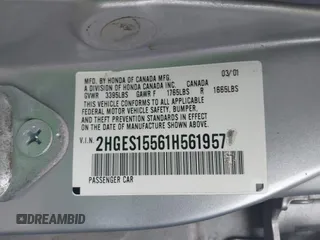 MFD. BY HONDA OF CANADA MFG. 03/01
A DIVISION OF HONDA CANADA INC. CANADA
GVWR 3395LBS GAWR F 1765LBS R 1665LBS
THIS VEHICLE CONFORMS TO ALL APPLICABLE
FEDERAL MOTOR VEHICLE SAFETY, BUMPER,
AND THEFT PREVENTION STANDARDS IN
EFFECT ON THE DATE OF
MANUFACTURE SHOWN ABOVE.
V.I.N. 2HGES15561H561957
PASSENGER CAR
DREAMBID